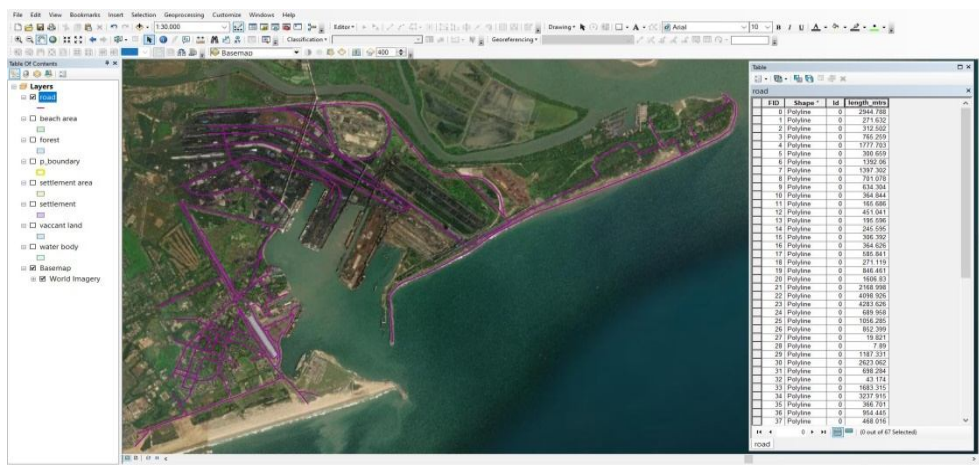 File Edit View Bookmarks Insert Selection Geoprocessing Customize Windows Help
1:30,000 Editor Drawing A Arial 10 B I U A
Classification Georeferencing
Basemap 400
Table Of Contents
Layers
road
beach area
forest
p_boundary
settlement area
settlement
vaccant land
water body
Basemap
World Imagery
Table
road
FID Shape * Id length_mtrs
0 Polyline 0 2944.788
1 Polyline 0 271.632
2 Polyline 0 312.502
3 Polyline 0 765.259
4 Polyline 0 1777.703
5 Polyline 0 300.659
6 Polyline 0 1392.06
7 Polyline 0 1397.302
8 Polyline 0 701.078
9 Polyline 0 634.304
10 Polyline 0 364.844
11 Polyline 0 165.686
12 Polyline 0 451.041
13 Polyline 0 195.596
14 Polyline 0 245.595
15 Polyline 0 306.392
16 Polyline 0 364.626
17 Polyline 0 585.841
18 Polyline 0 271.119
19 Polyline 0 846.461
20 Polyline 0 1606.83
21 Polyline 0 2168.998
22 Polyline 0 4098.926
23 Polyline 0 4283.626
24 Polyline 0 689.958
25 Polyline 0 1056.285
26 Polyline 0 852.399
27 Polyline 0 19.821
28 Polyline 0 7.89
29 Polyline 0 1187.331
30 Polyline 0 2623.062
31 Polyline 0 698.284
32 Polyline 0 43.174
33 Polyline 0 1683.315
34 Polyline 0 3237.915
35 Polyline 0 366.701
36 Polyline 0 954.445
37 Polyline 0 468.016
0 (0 out of 67 Selected)
road